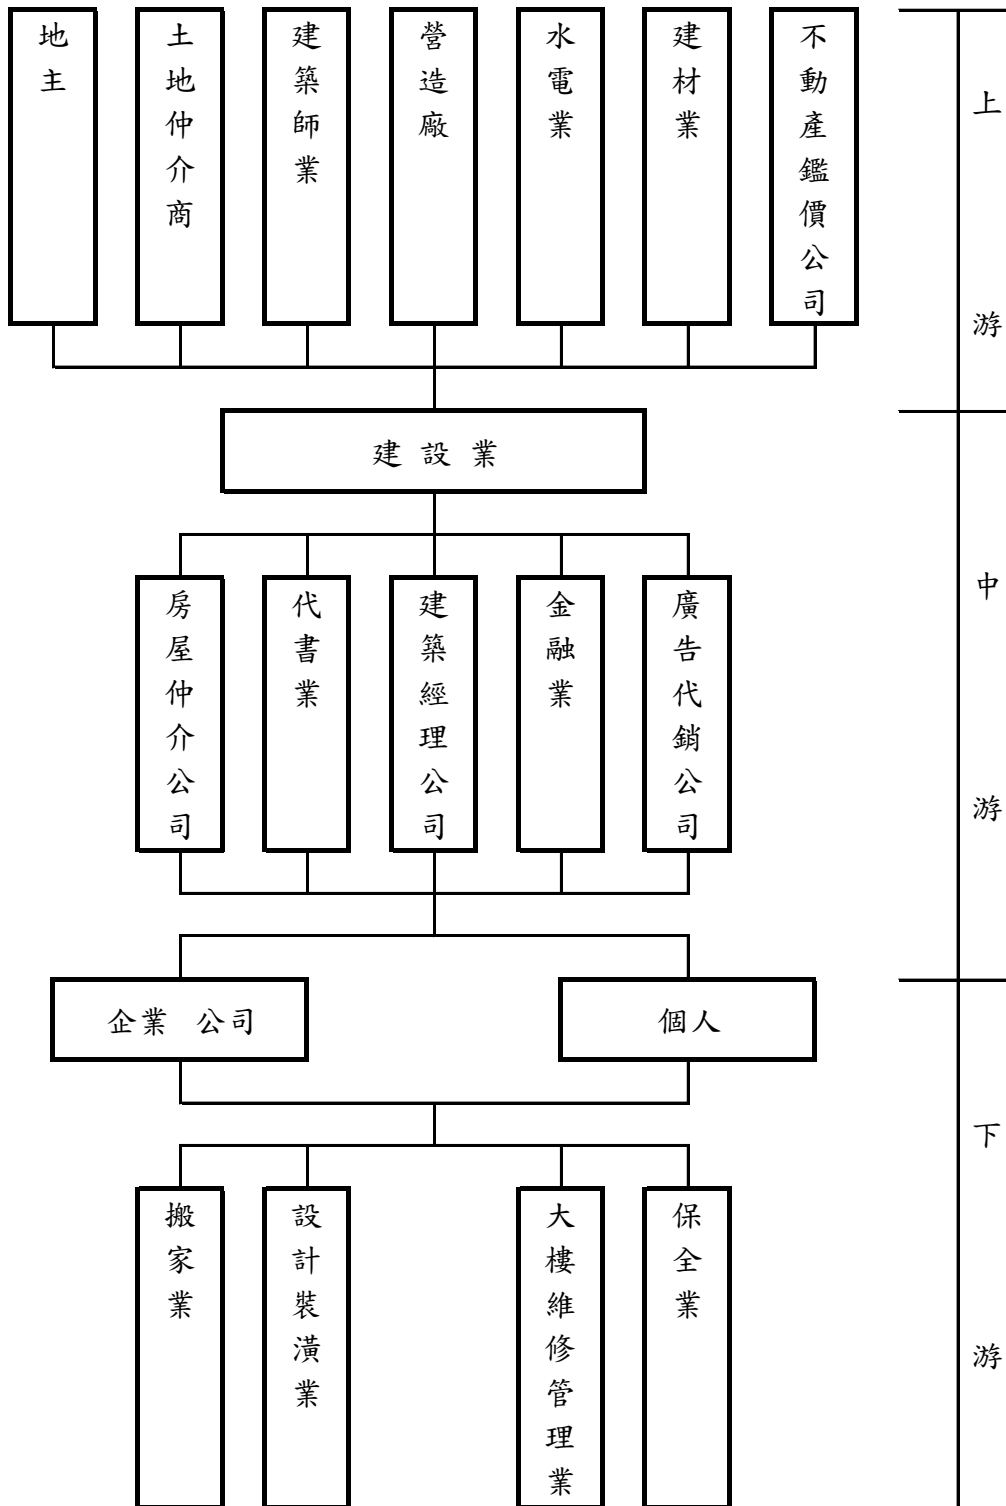 地主
土地仲介商
建築師業
營造廠
水電業
建材業
不動產鑑價公司
上游
建設業
房屋仲介公司
代書業
建築經理公司
金融業
廣告代銷公司
中游
企業 公司
個人
搬家業
設計裝潢業
大樓維修管理業
保全業
下游